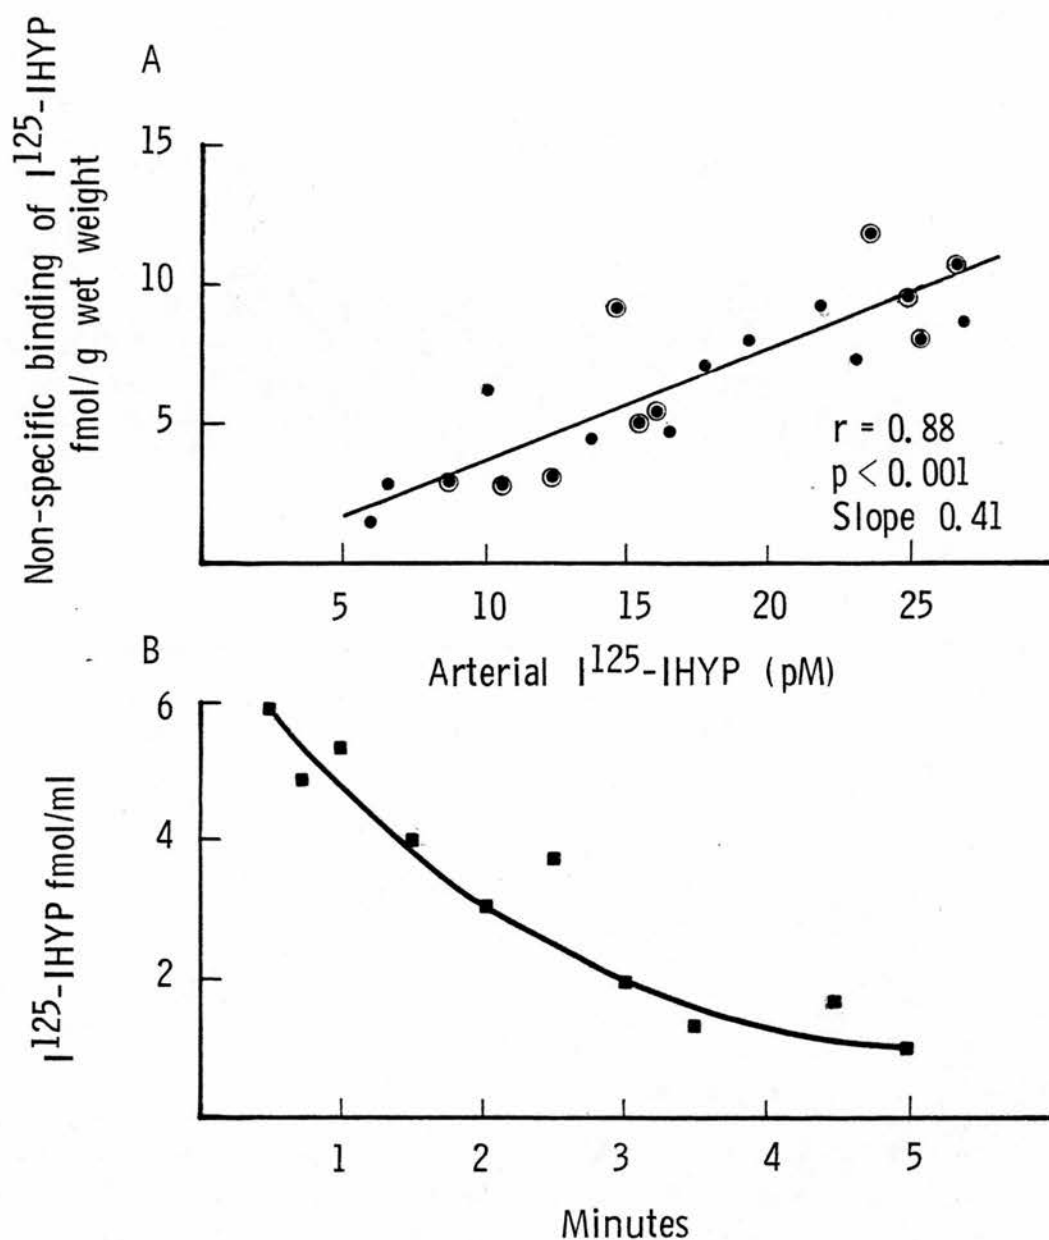 A
Non-specific binding of I¹²⁵-IHYP
fmol/g wet weight
15
10
5
r = 0.88
p < 0.001
Slope 0.41
5 10 15 20 25
Arterial I¹²⁵-IHYP (pM)
B
I¹²⁵-IHYP fmol/ml
6
4
2
1 2 3 4 5
Minutes